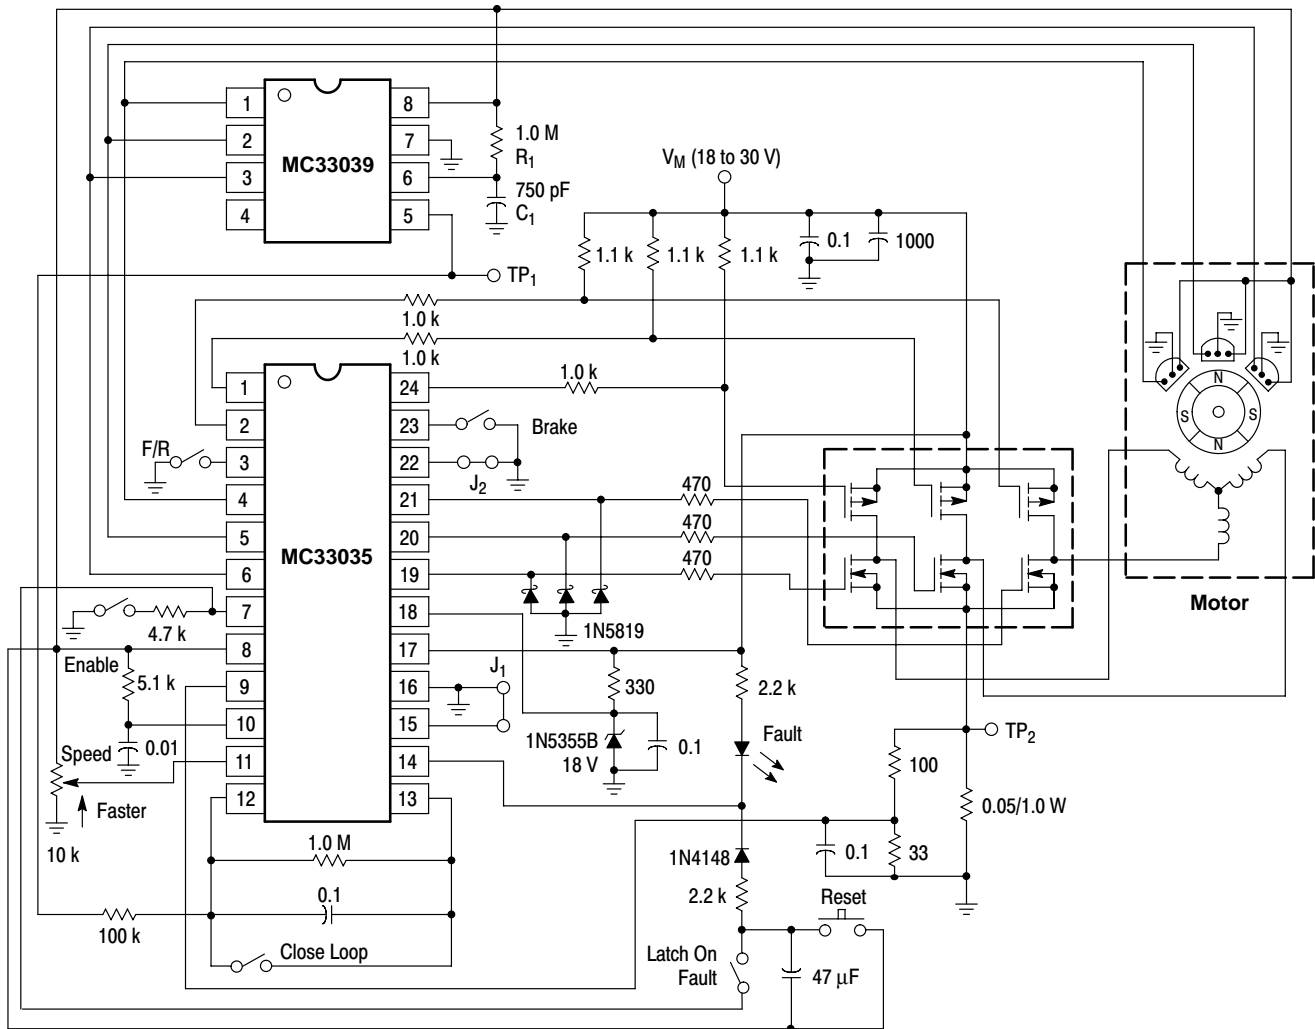 1
2
3
4
MC33039
8
7
6
5
1.0 M
R1
750 pF
C1
VM (18 to 30 V)
1.1 k
1.1 k
1.1 k
0.1
1000
TP1
1.0 k
1.0 k
1.0 k
N
S
S
N
Motor
1
2
3
4
5
6
7
8
9
10
11
12
MC33035
24
23
22
21
20
19
18
17
16
15
14
13
F/R
Brake
J2
470
470
470
4.7 k
Enable
5.1 k
0.01
Speed
Faster
10 k
1N5819
J1
330
1N5355B
18 V
0.1
2.2 k
Fault
TP2
100
0.05/1.0 W
33
0.1
1N4148
2.2 k
Reset
1.0 M
0.1
100 k
Close Loop
Latch On
Fault
47 µF